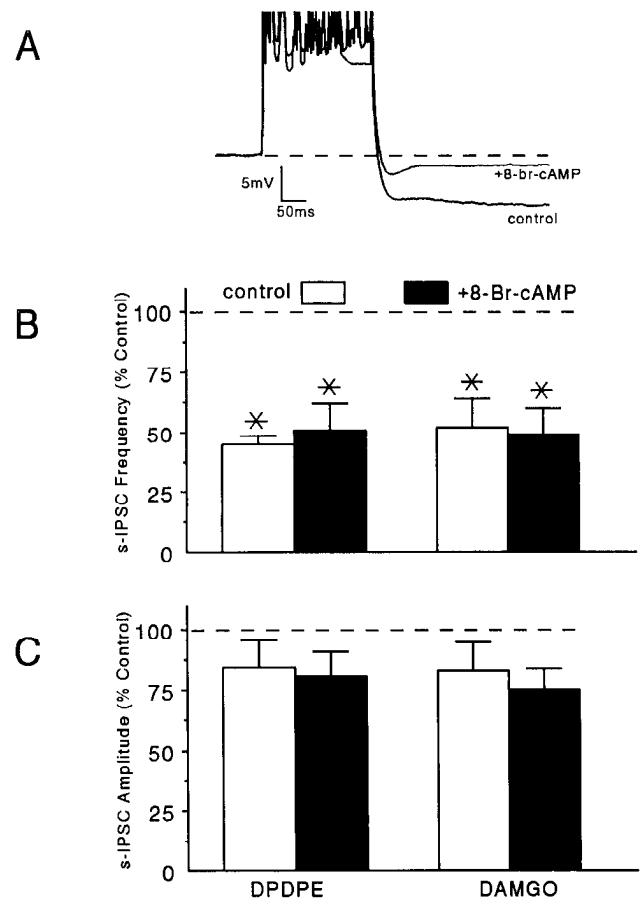 A
+8-br-cAMP
5mV
50ms
control
B
control
+8-Br-cAMP
s-IPSC Frequency (% Control)
100
75
50
25
0
C
s-IPSC Amplitude (% Control)
100
75
50
25
0
DPDPE
DAMGO